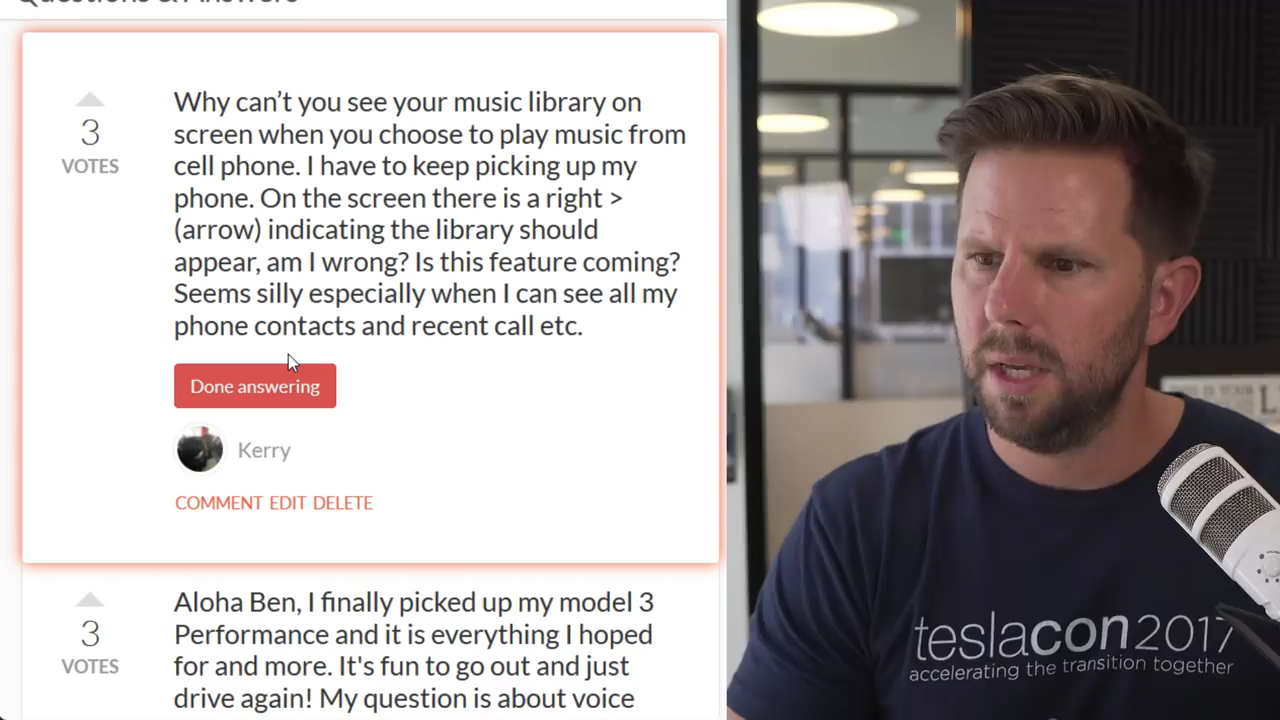 Questions & Answers
3
VOTES
Why can’t you see your music library on
screen when you choose to play music from
cell phone. I have to keep picking up my
phone. On the screen there is a right >
(arrow) indicating the library should
appear, am I wrong? Is this feature coming?
Seems silly especially when I can see all my
phone contacts and recent call etc.
Done answering
Kerry
COMMENT EDIT DELETE
3
VOTES
Aloha Ben, I finally picked up my model 3
Performance and it is everything I hoped
for and more. It's fun to go out and just
drive again! My question is about voice
teslacon2017
accelerating the transition together